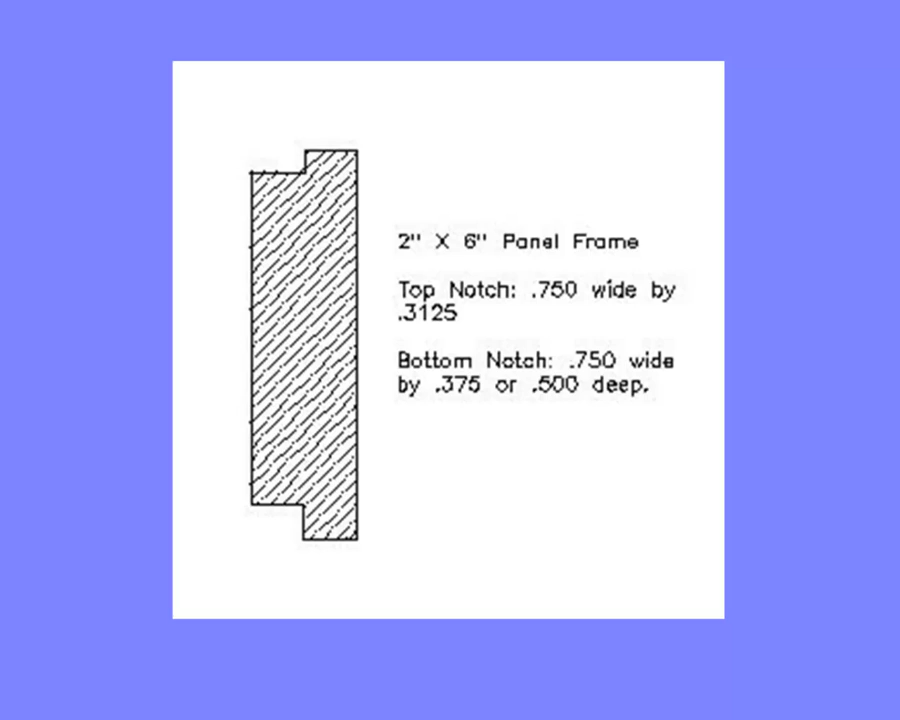 2" X 6" Panel Frame
Top Notch: .750 wide by
.3125
Bottom Notch: .750 wide
by .375 or .500 deep.